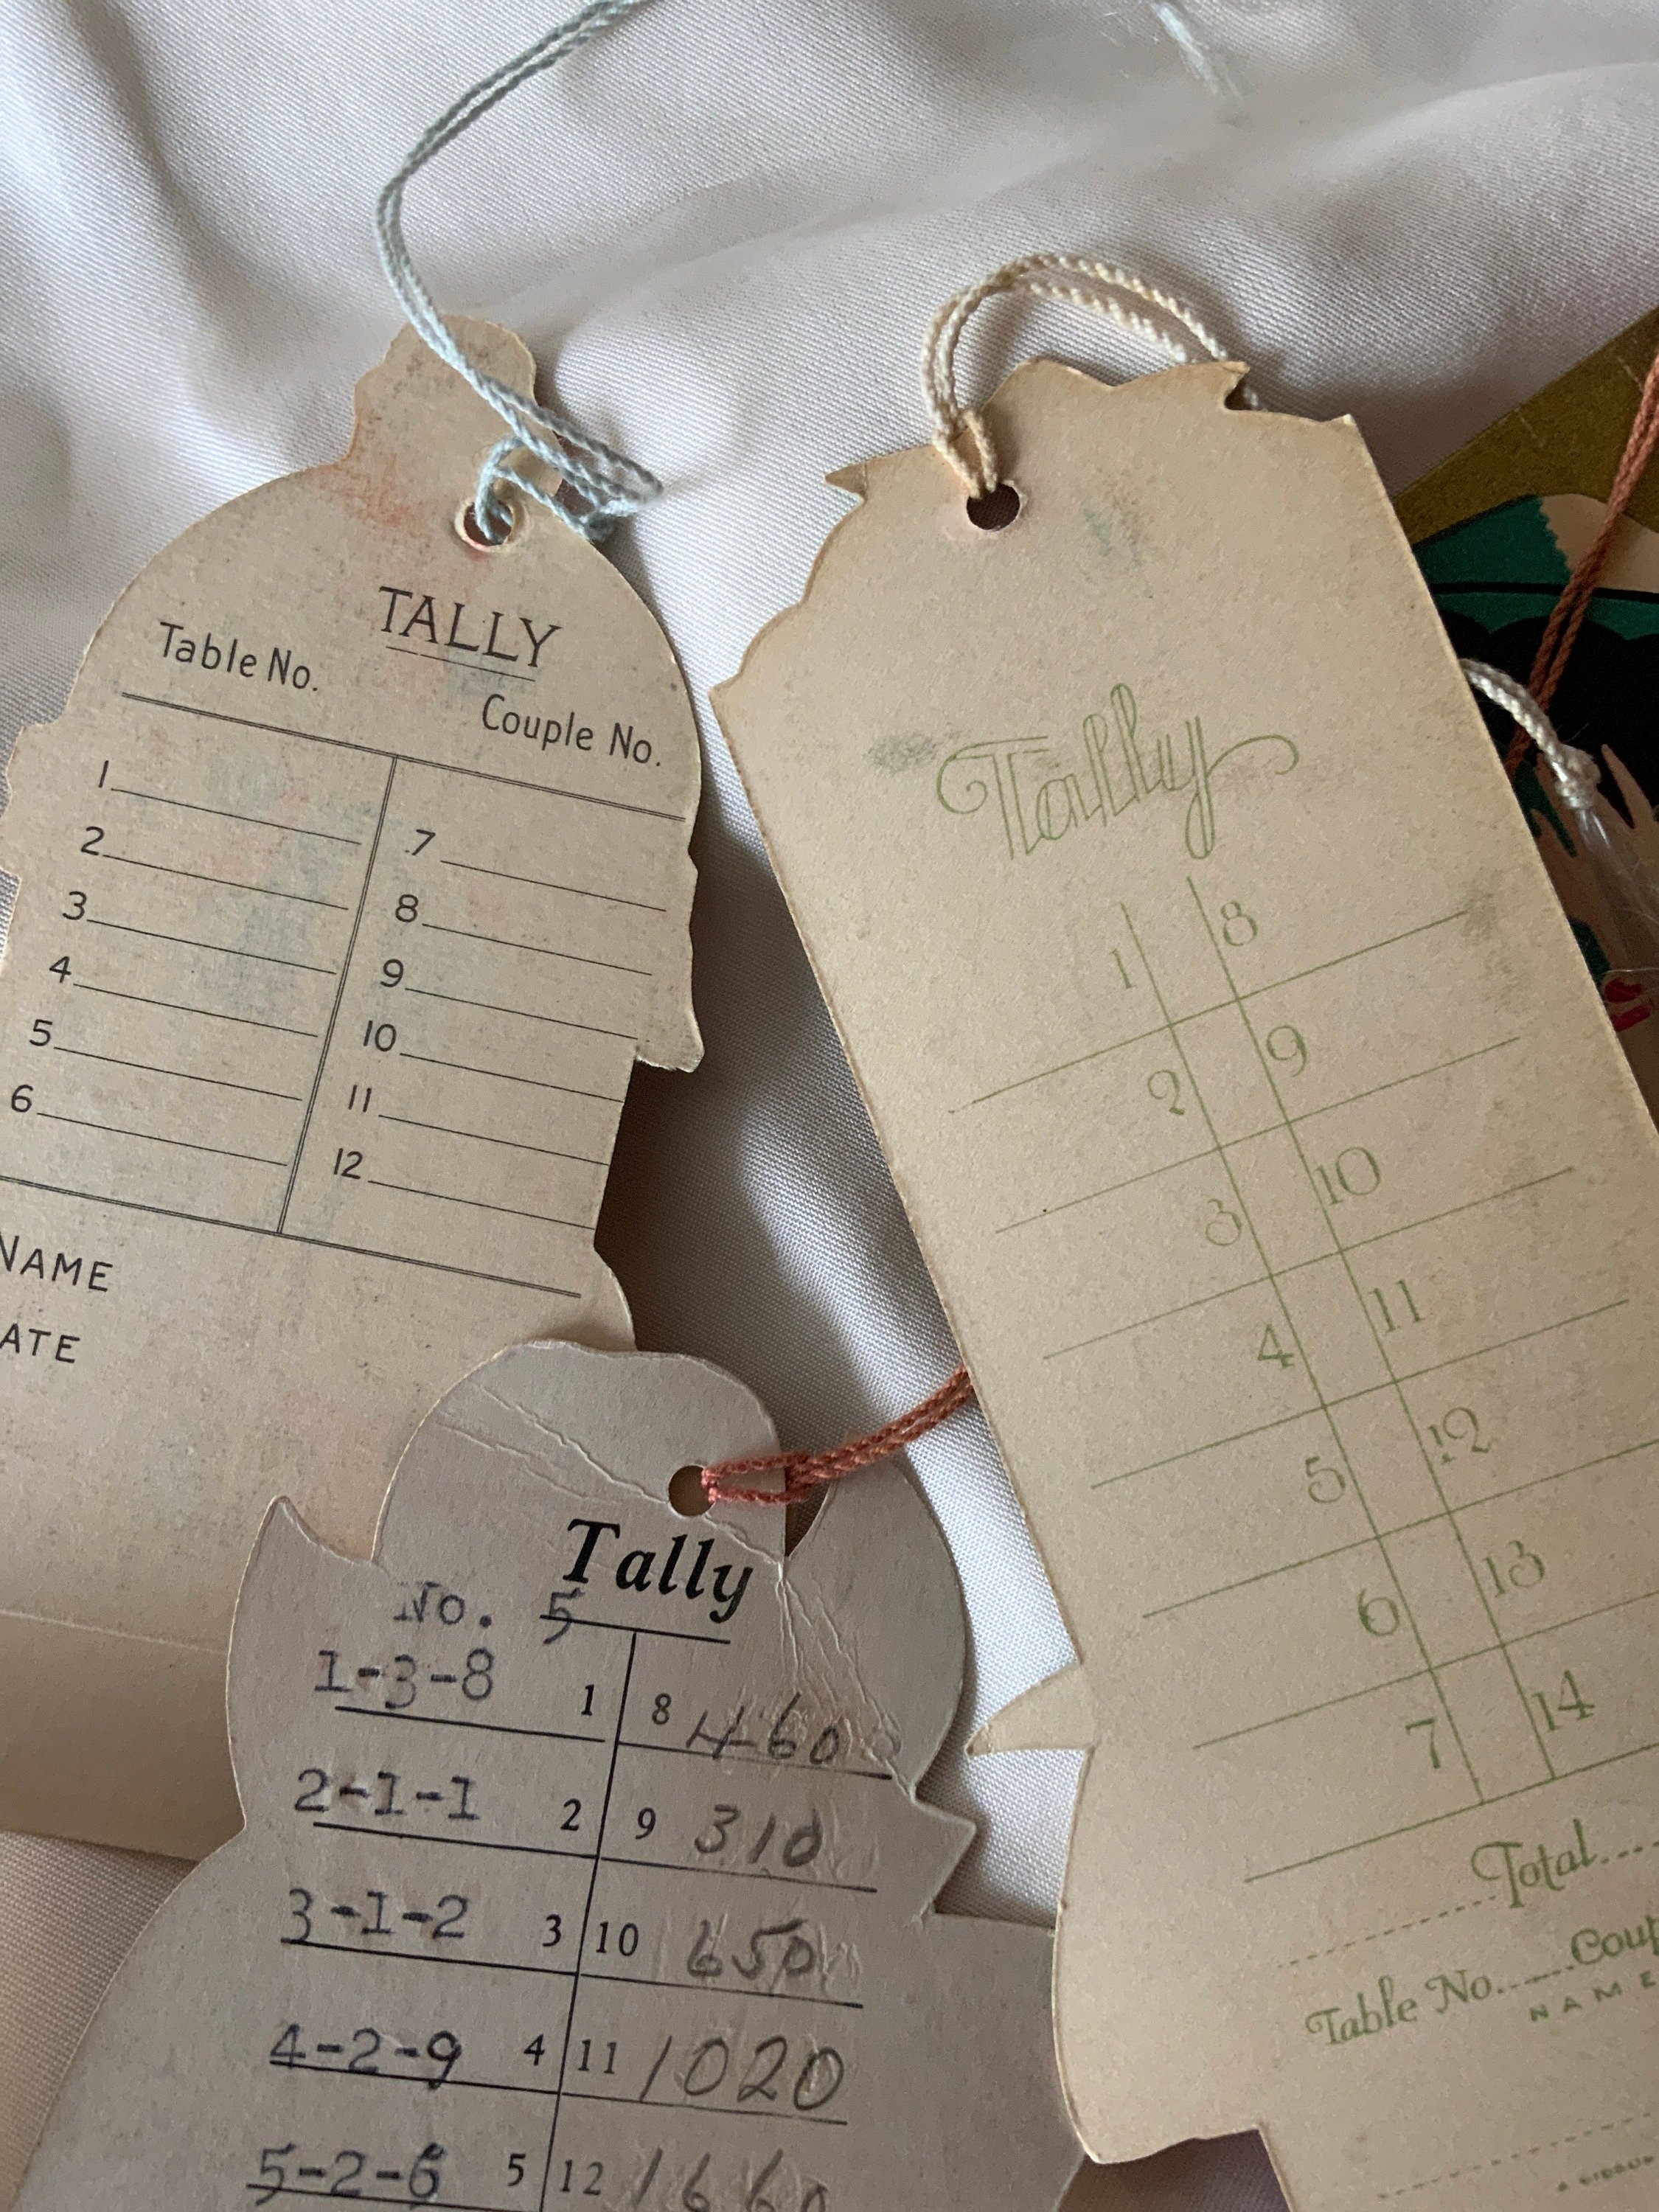 TALLY
Table No.
Couple No.
1 7
2 8
3 9
4 10
5 11
6 12
NAME
ATE
Tally
1 8
2 9
3 10
4 11
5 12
6 13
7 14
Total
Table No. Coup
NAME
Tally
No. 5
1-3-8 1 8 460
2-1-1 2 9 310
3-1-2 3 10 650
4-2-9 4 11 1020
5-2-6 5 12 1660